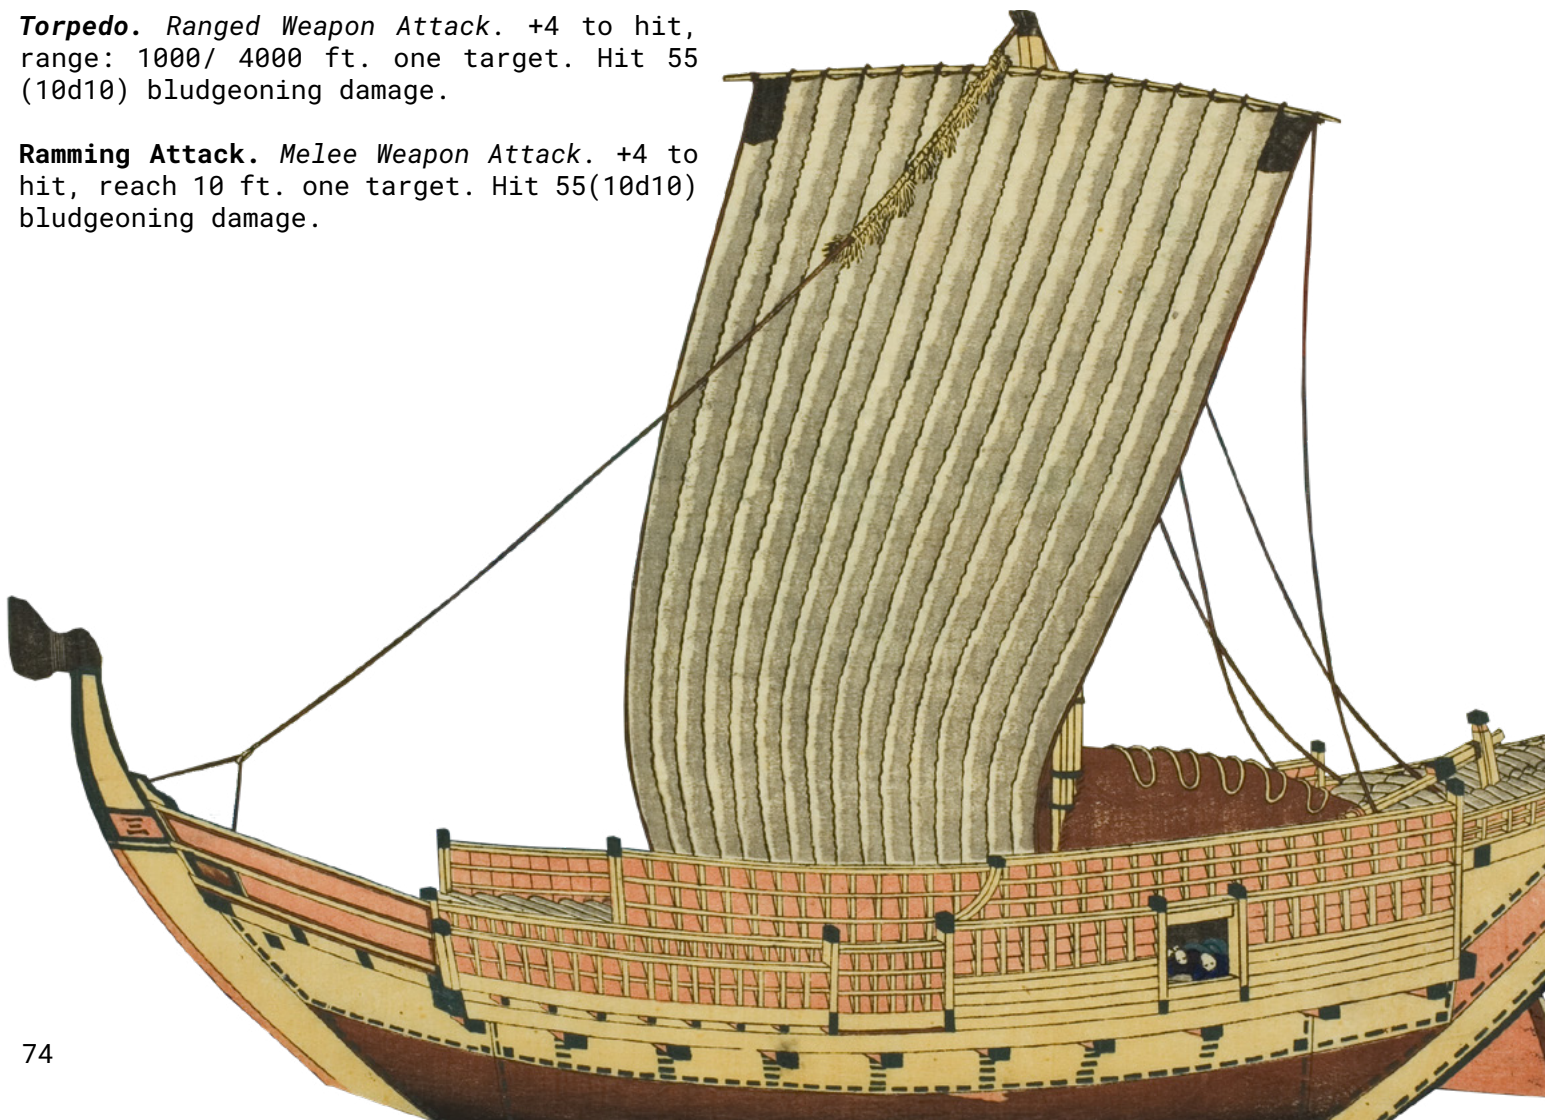 Torpedo. Ranged Weapon Attack. +4 to hit,
range: 1000/ 4000 ft. one target. Hit 55
(10d10) bludgeoning damage.
Ramming Attack. Melee Weapon Attack. +4 to
hit, reach 10 ft. one target. Hit 55(10d10)
bludgeoning damage.
三
74